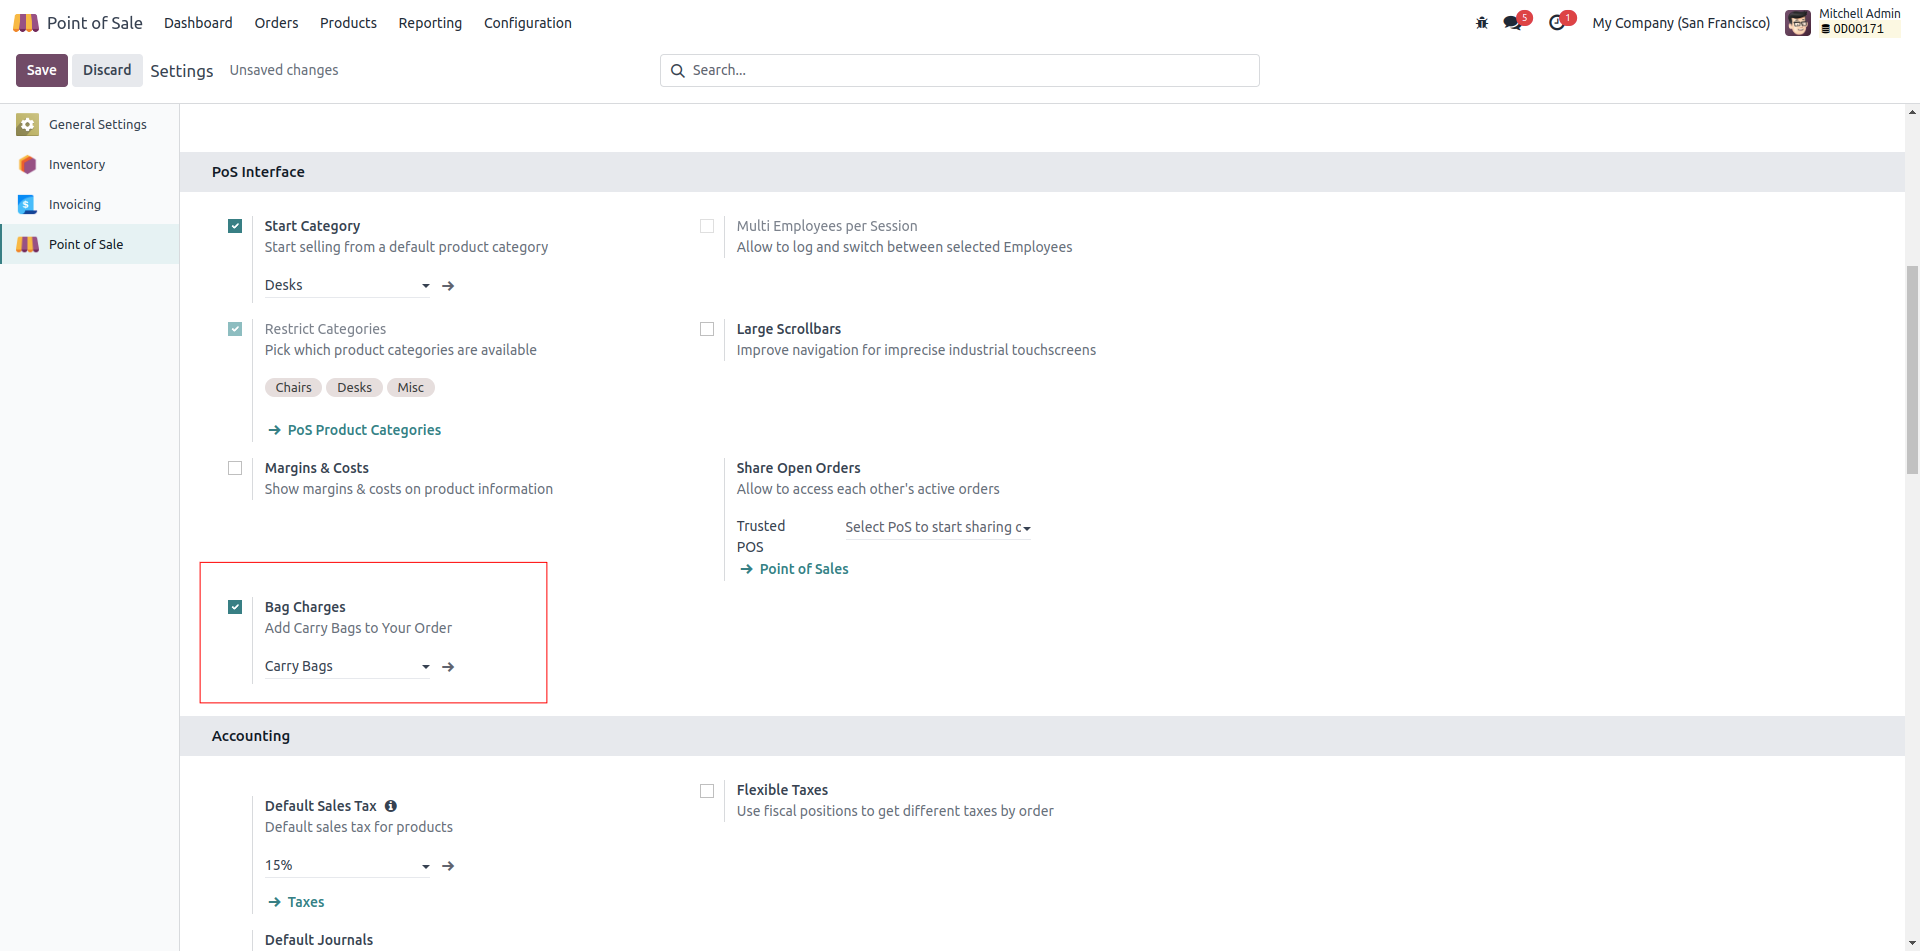 Point of Sale Dashboard Orders Products Reporting Configuration 5 1 My Company (San Francisco) Mitchell Admin
OD00171
Save Discard Settings Unsaved changes Search...
General Settings
Inventory
Invoicing
Point of Sale
PoS Interface
Start Category
Start selling from a default product category
Desks
Multi Employees per Session
Allow to log and switch between selected Employees
Restrict Categories
Pick which product categories are available
Chairs Desks Misc
PoS Product Categories
Large Scrollbars
Improve navigation for imprecise industrial touchscreens
Margins & Costs
Show margins & costs on product information
Share Open Orders
Allow to access each other's active orders
Trusted
POS
Select PoS to start sharing
Point of Sales
Bag Charges
Add Carry Bags to Your Order
Carry Bags
Accounting
Default Sales Tax
Default sales tax for products
15%
Taxes
Flexible Taxes
Use fiscal positions to get different taxes by order
Default Journals